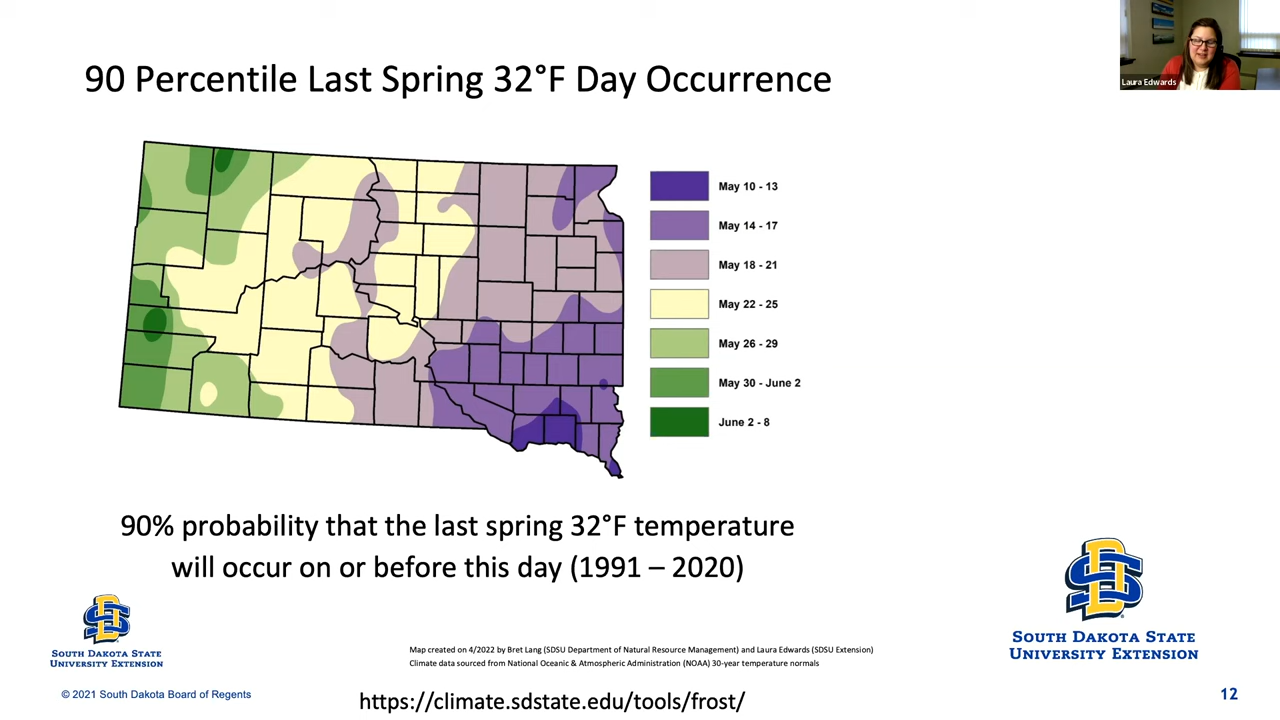 Laura Edwards
90 Percentile Last Spring 32°F Day Occurrence
May 10 - 13
May 14 - 17
May 18 - 21
May 22 - 25
May 26 - 29
May 30 - June 2
June 2 - 8
90% probability that the last spring 32°F temperature
will occur on or before this day (1991 – 2020)
SOUTH DAKOTA STATE
UNIVERSITY EXTENSION
SOUTH DAKOTA STATE
UNIVERSITY EXTENSION
Map created on 4/2022 by Bret Lang (SDSU Department of Natural Resource Management) and Laura Edwards (SDSU Extension)
Climate data sourced from National Oceanic & Atmospheric Administration (NOAA) 30-year temperature normals
© 2021 South Dakota Board of Regents
https://climate.sdstate.edu/tools/frost/
12